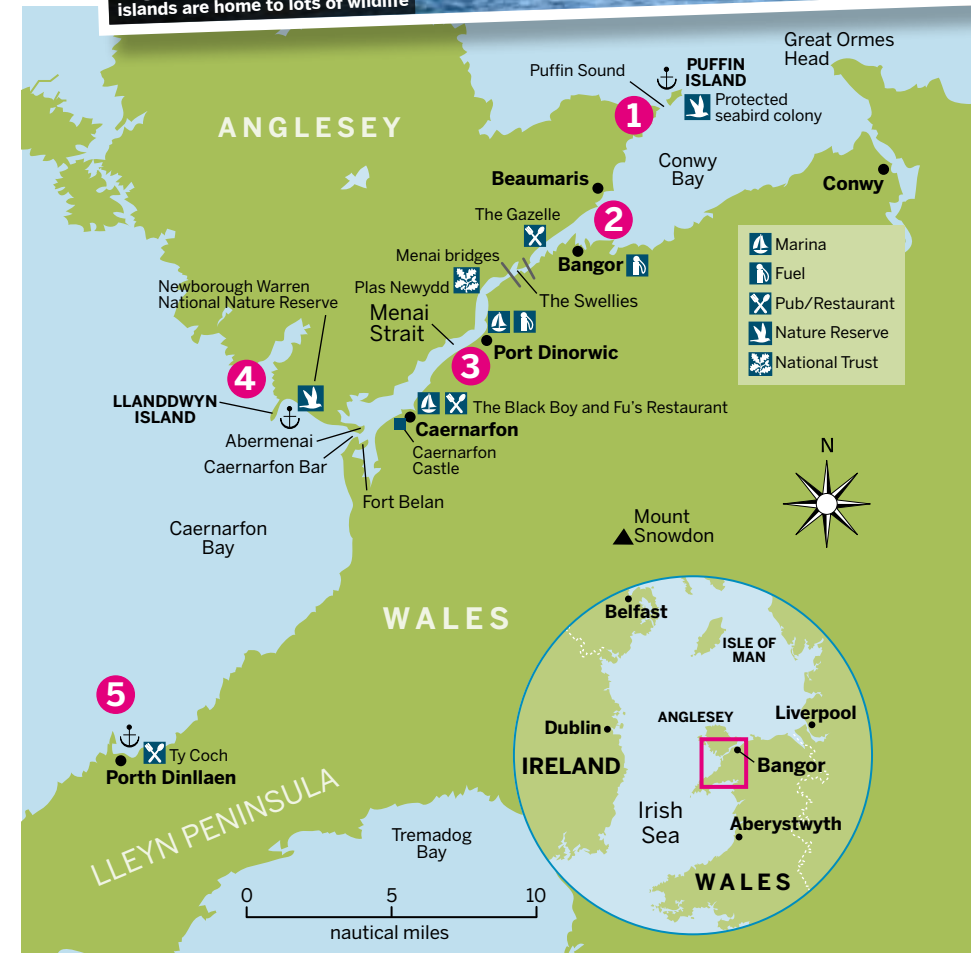 islands are home to lots of wildlife
Great Ormes
Head
Puffin Sound
PUFFIN
ISLAND
Protected
seabird colony
1
ANGLESEY
Conwy
Bay
Beaumaris
Conwy
2
The Gazelle
Menai bridges
Bangor
Marina
Fuel
Pub/Restaurant
Nature Reserve
National Trust
Plas Newydd
The Swellies
Newborough Warren
National Nature Reserve
Menai
Strait
Port Dinorwic
3
4
LLANDDWYN
ISLAND
The Black Boy and Fu's Restaurant
Caernarfon
Caernarfon
Castle
Abermenai
Caernarfon Bar
Fort Belan
N
Caernarfon
Bay
Mount
Snowdon
WALES
Belfast
ISLE OF
MAN
5
ANGLESEY
Liverpool
Dublin
IRELAND
Bangor
Ty Coch
Porth Dinllaen
Irish
Sea
Aberystwyth
WALES
LLEYN PENINSULA
Tremadog
Bay
0 5 10
nautical miles